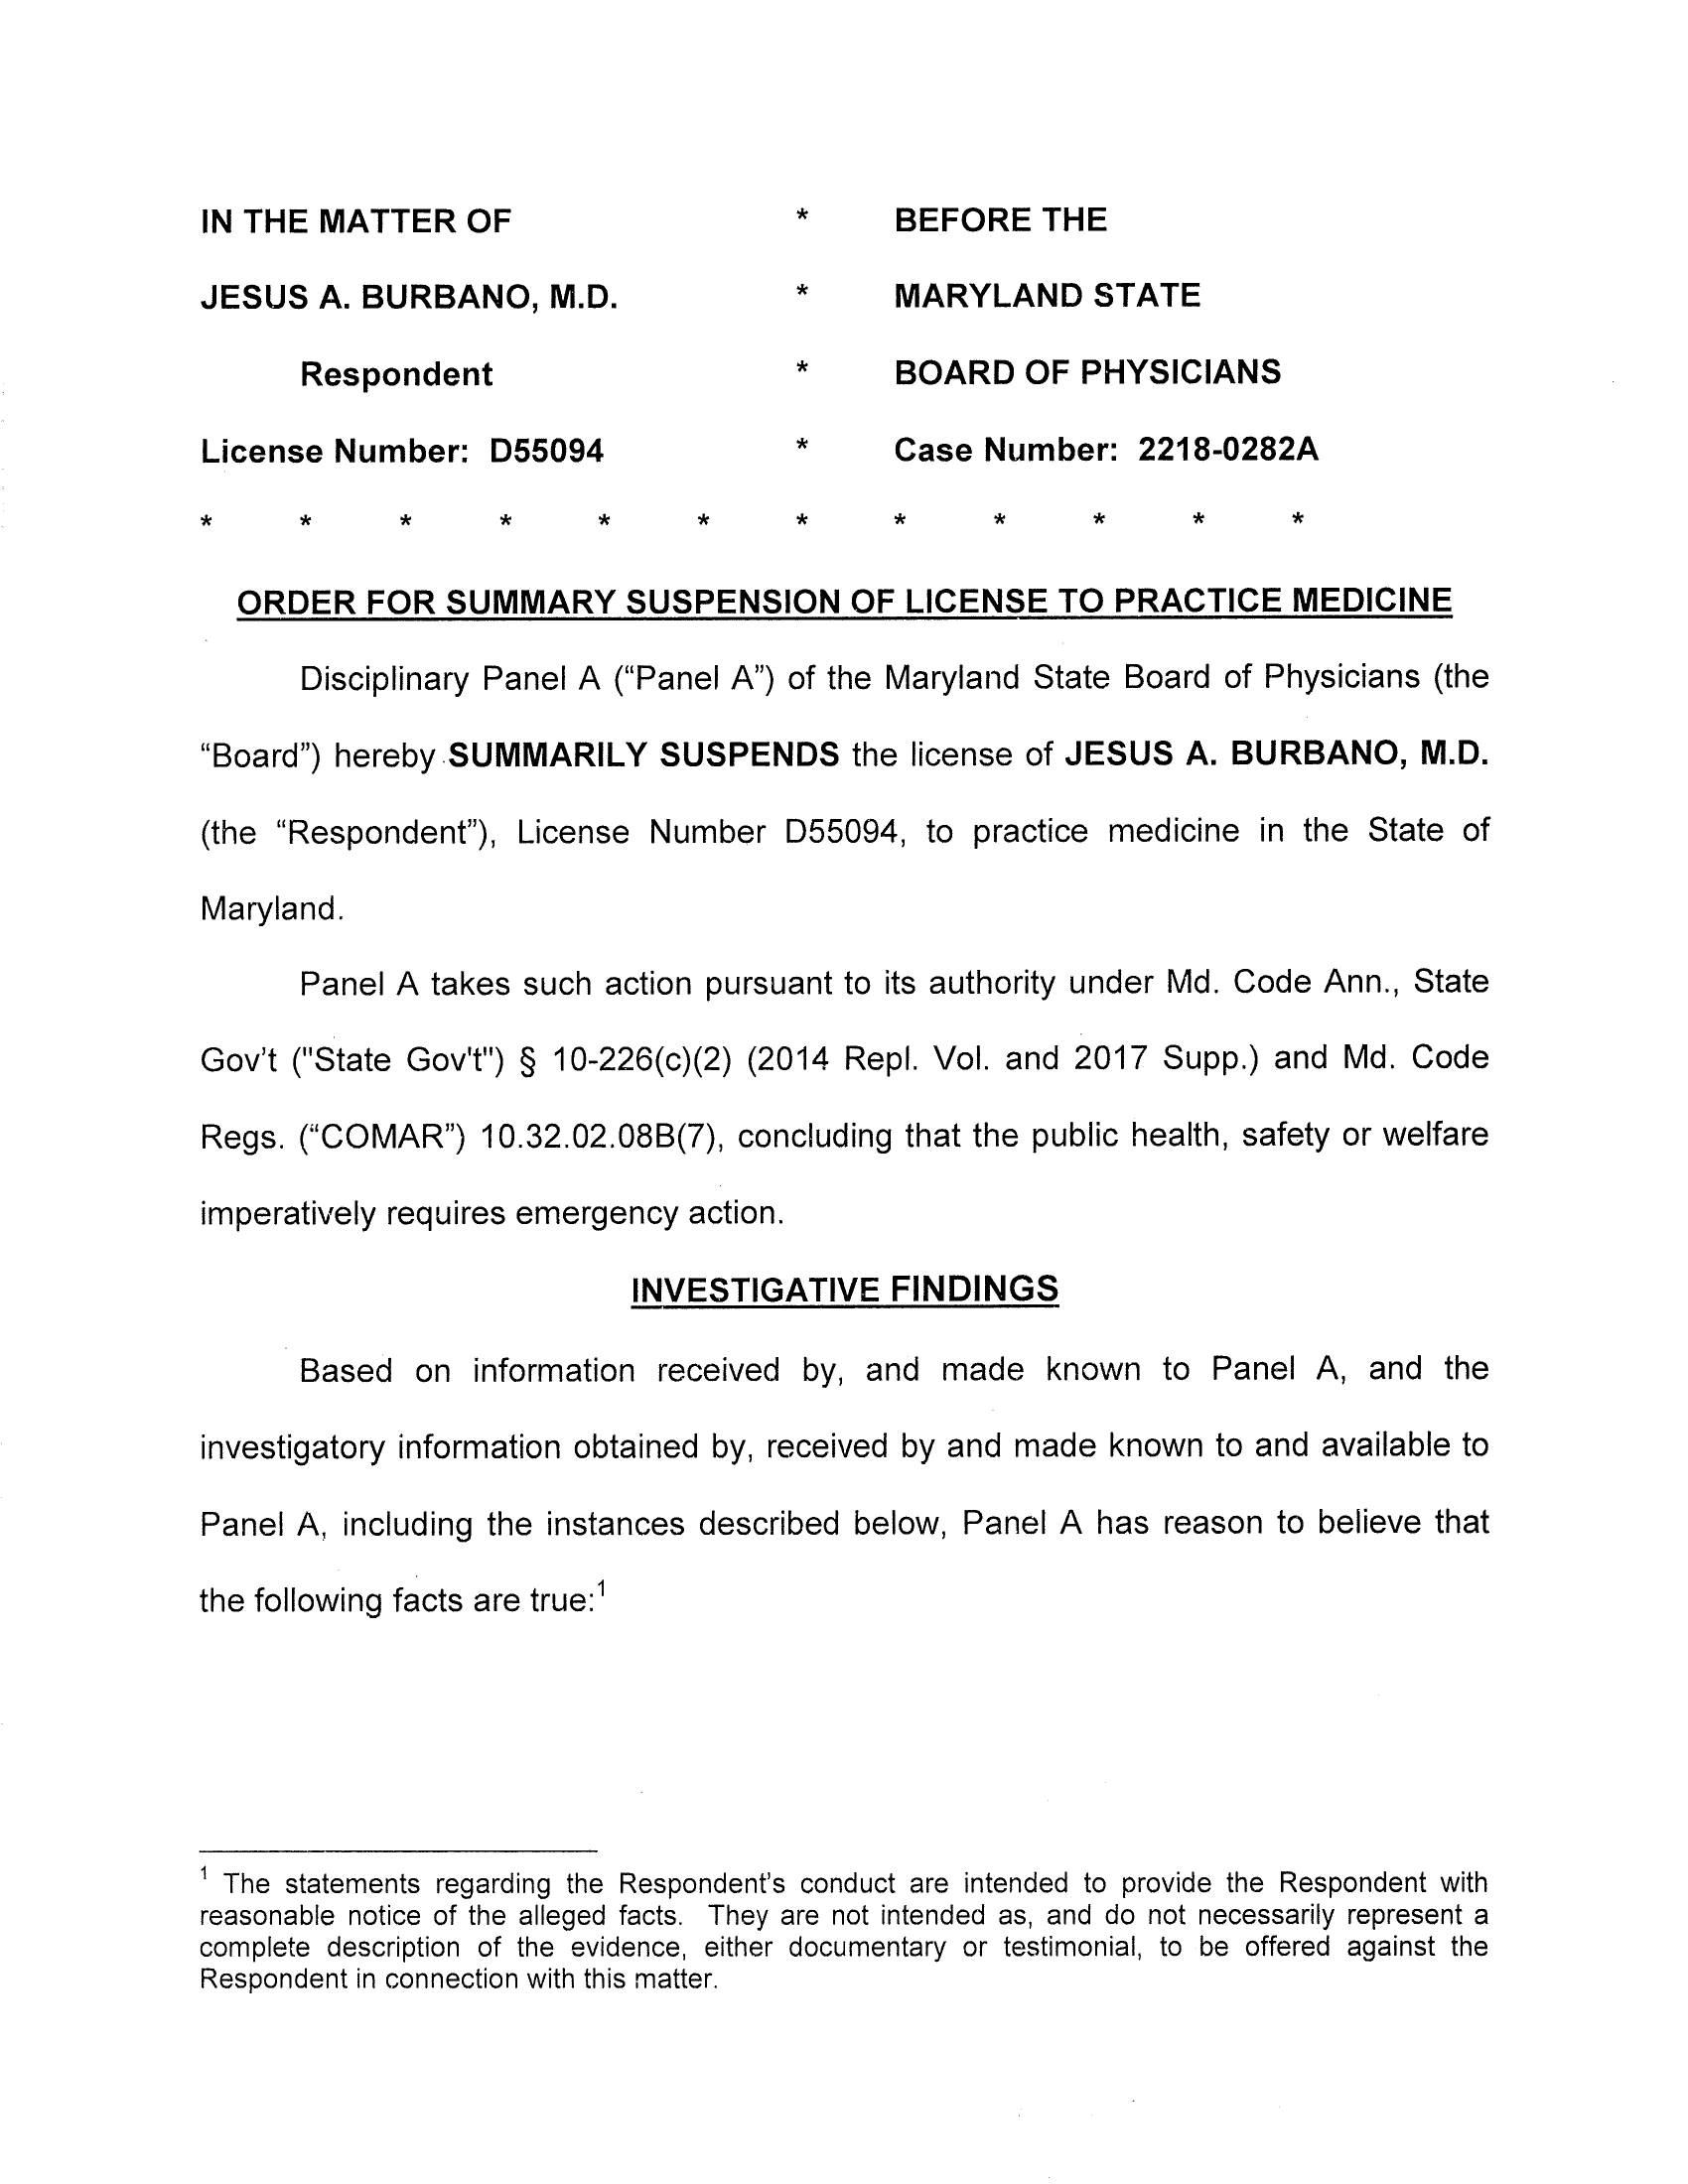 IN THE MATTER OF * BEFORE THE
JESUS A. BURBANO, M.D. * MARYLAND STATE
Respondent * BOARD OF PHYSICIANS
License Number: D55094 * Case Number: 2218-0282A
* * * * * * * * * * * *
ORDER FOR SUMMARY SUSPENSION OF LICENSE TO PRACTICE MEDICINE
Disciplinary Panel A (“Panel A”) of the Maryland State Board of Physicians (the
“Board”) hereby SUMMARILY SUSPENDS the license of JESUS A. BURBANO, M.D.
(the “Respondent”), License Number D55094, to practice medicine in the State of
Maryland.
Panel A takes such action pursuant to its authority under Md. Code Ann., State
Gov’t ("State Gov't") § 10-226(c)(2) (2014 Repl. Vol. and 2017 Supp.) and Md. Code
Regs. (“COMAR”) 10.32.02.08B(7), concluding that the public health, safety or welfare
imperatively requires emergency action.
INVESTIGATIVE FINDINGS
Based on information received by, and made known to Panel A, and the
investigatory information obtained by, received by and made known to and available to
Panel A, including the instances described below, Panel A has reason to believe that
the following facts are true:¹
¹ The statements regarding the Respondent’s conduct are intended to provide the Respondent with
reasonable notice of the alleged facts. They are not intended as, and do not necessarily represent a
complete description of the evidence, either documentary or testimonial, to be offered against the
Respondent in connection with this matter.